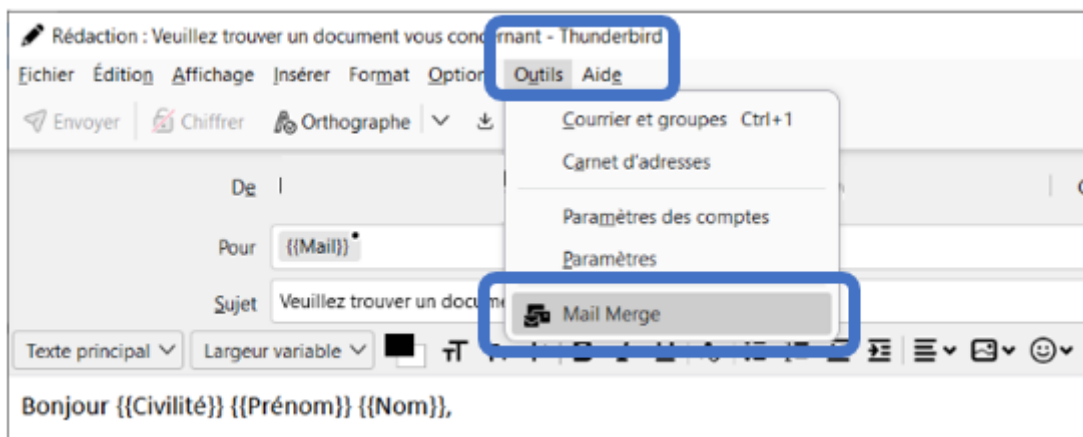 Rédaction : Veuillez trouver un document vous concernant - Thunderbird
Fichier Édition Affichage Insérer Format Option Outils Aide
Envoyer Chiffrer Orthographe
Courrier et groupes Ctrl+1
Carnet d'adresses
De
Paramètres des comptes
Pour {{Mail}}
Paramètres
Sujet Veuillez trouver un docum
Mail Merge
Texte principal Largeur variable
Bonjour {{Civilité}} {{Prénom}} {{Nom}},